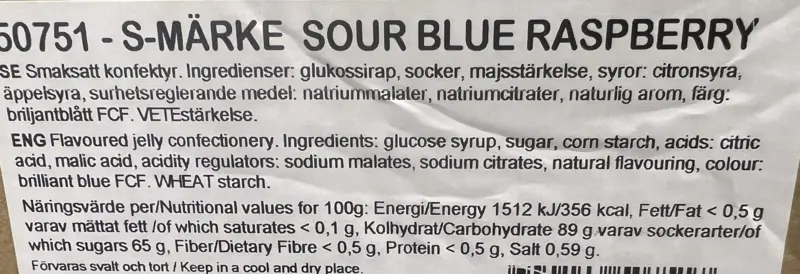 50751 - S-MÄRKE SOUR BLUE RASPBERRY
SE Smaksatt konfektyr. Ingredienser: glukossirap, socker, majsstärkelse, syror: citronsyra,
äppelsyra, surhetsreglerande medel: natriummalater, natriumcitrater, naturlig arom, färg:
briljantblått FCF. VETEstärkelse.
ENG Flavoured jelly confectionery. Ingredients: glucose syrup, sugar, corn starch, acids: citric
acid, malic acid, acidity regulators: sodium malates, sodium citrates, natural flavouring, colour:
brilliant blue FCF. WHEAT starch.
Näringsvärde per/Nutritional values for 100g: Energi/Energy 1512 kJ/356 kcal, Fett/Fat < 0,5 g
varav mättat fett /of which saturates < 0,1 g, Kolhydrat/Carbohydrate 89 g varav sockerarter/of
which sugars 65 g, Fiber/Dietary Fibre < 0,5 g, Protein < 0,5 g, Salt 0,59 g.
Förvaras svalt och tort / Keep in a cool and dry place.